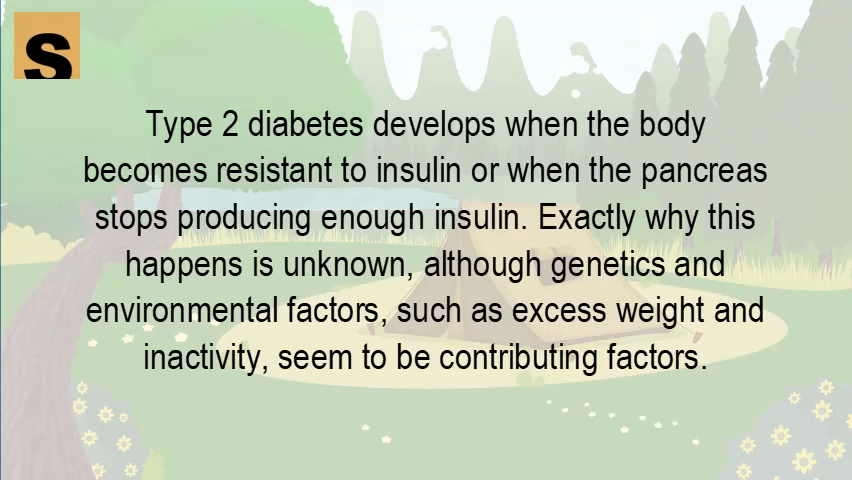 S
Type 2 diabetes develops when the body
becomes resistant to insulin or when the pancreas
stops producing enough insulin. Exactly why this
happens is unknown, although genetics and
environmental factors, such as excess weight and
inactivity, seem to be contributing factors.